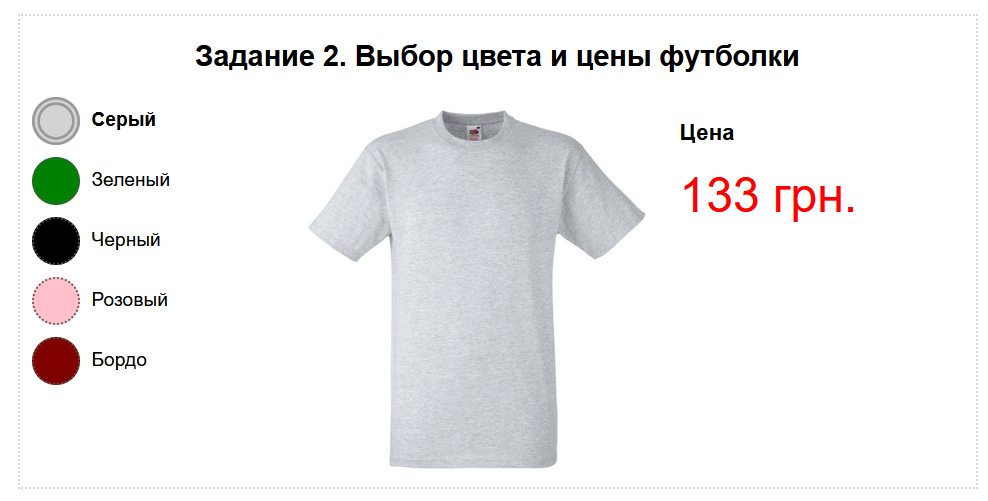 Задание 2. Выбор цвета и цены футболки
Серый
Зеленый
Черный
Розовый
Бордо
Цена
133 грн.